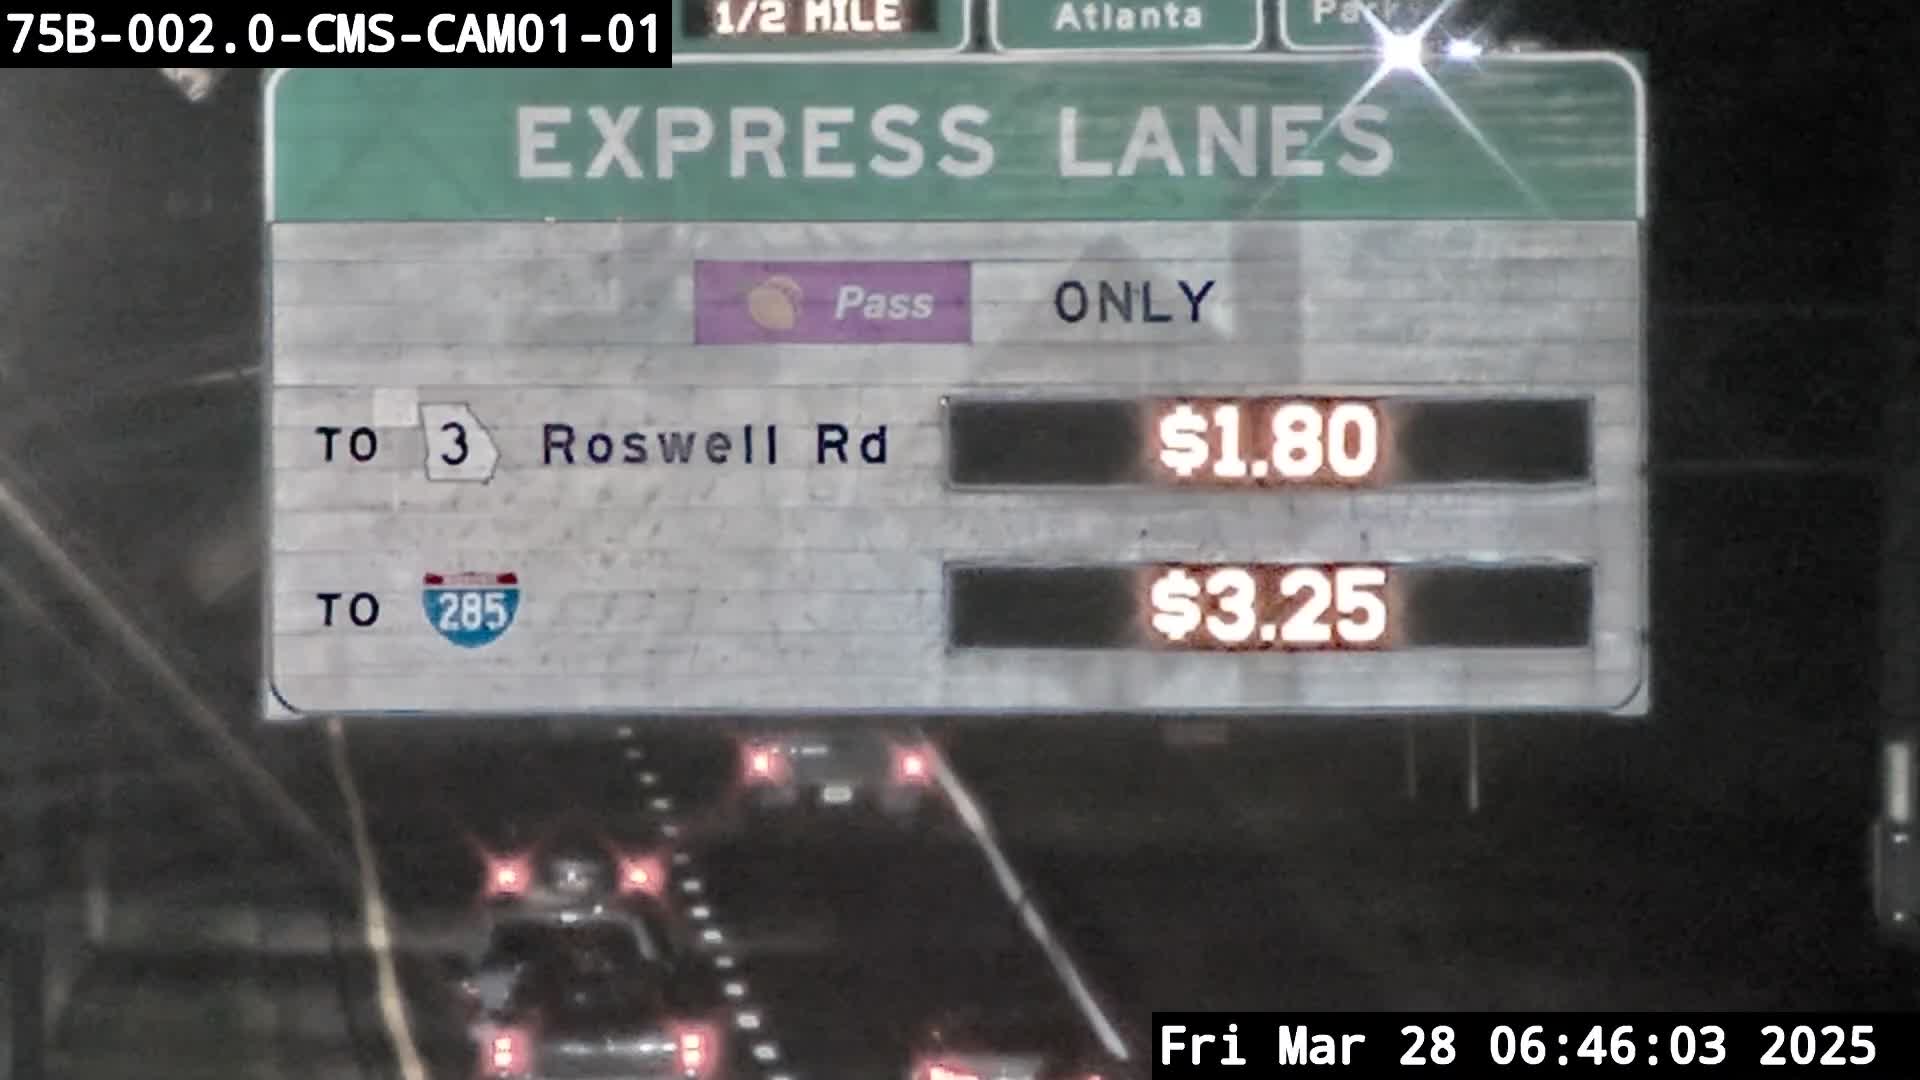 75B-002.0-CMS-CAM01-01
1/2 MILE
Atlanta
EXPRESS LANES
Pass ONLY
TO 3 Roswell Rd $1.80
TO 285 $3.25
Fri Mar 28 06:46:03 2025